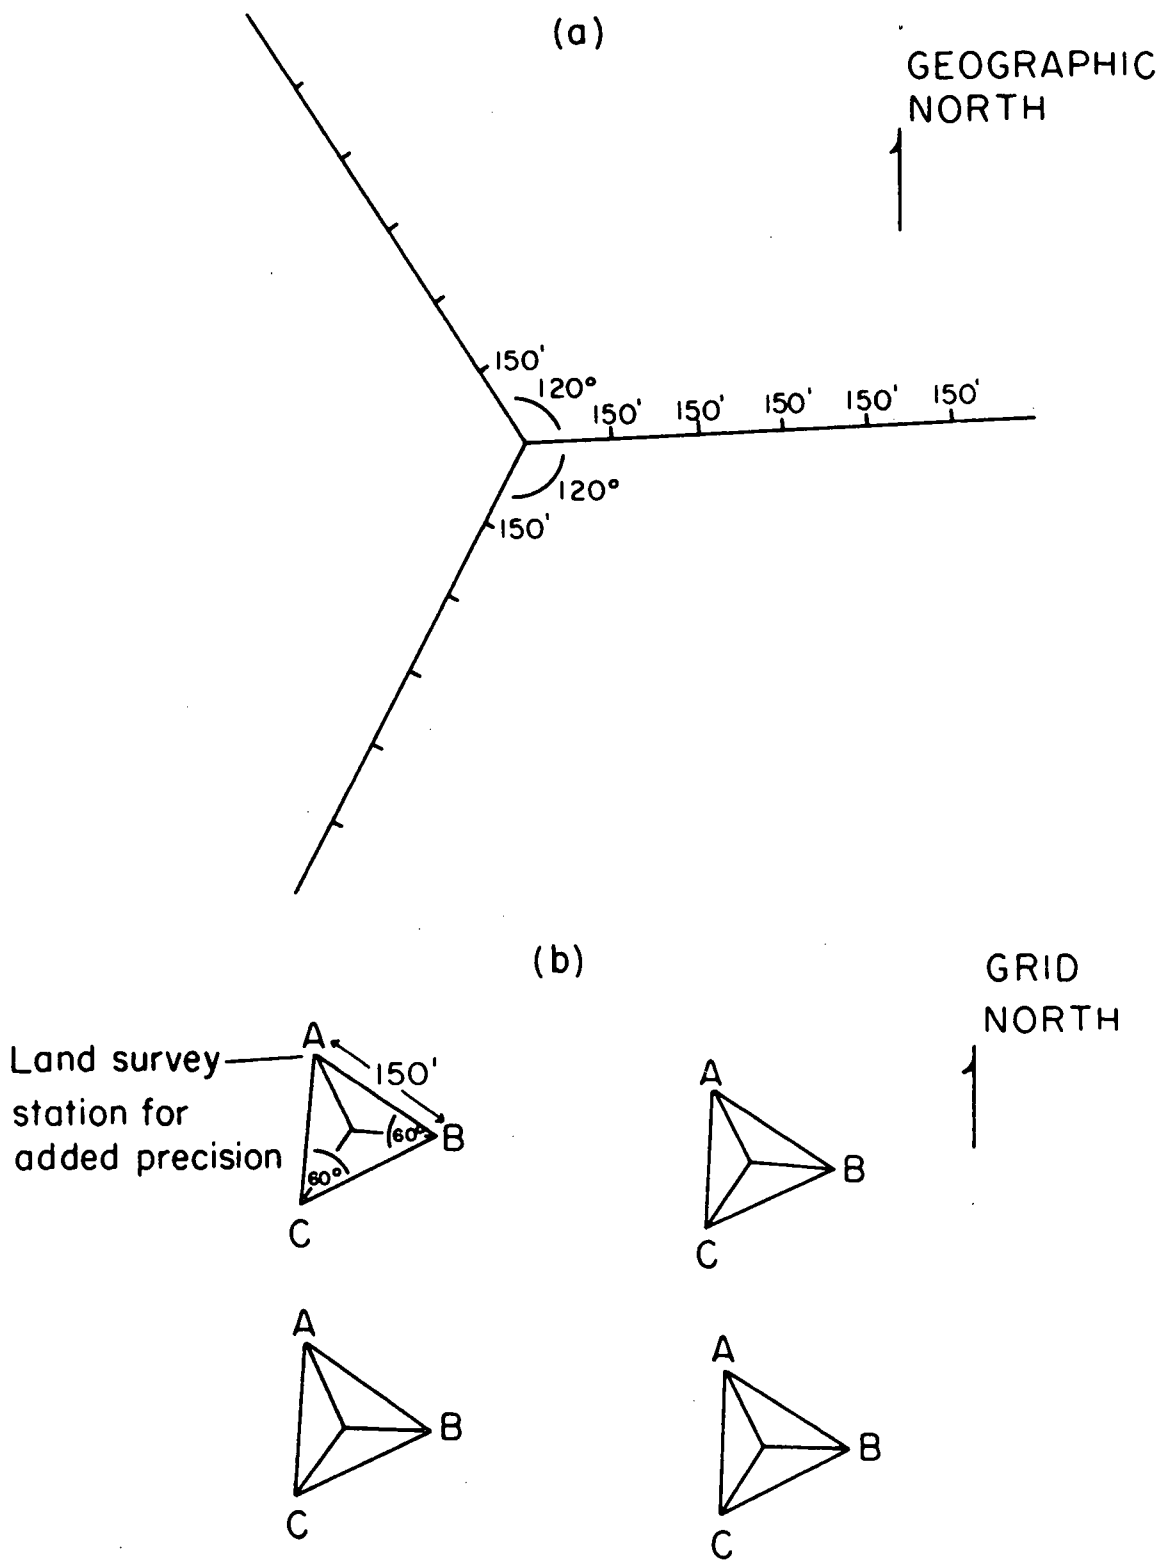 (a)
GEOGRAPHIC
NORTH
150'
120°
150'
150'
150'
150'
150'
120°
150'
(b)
GRID
NORTH
A
Land survey
station for
added precision
150'
60°
B
60°
C
A
B
C
A
B
C
A
B
C